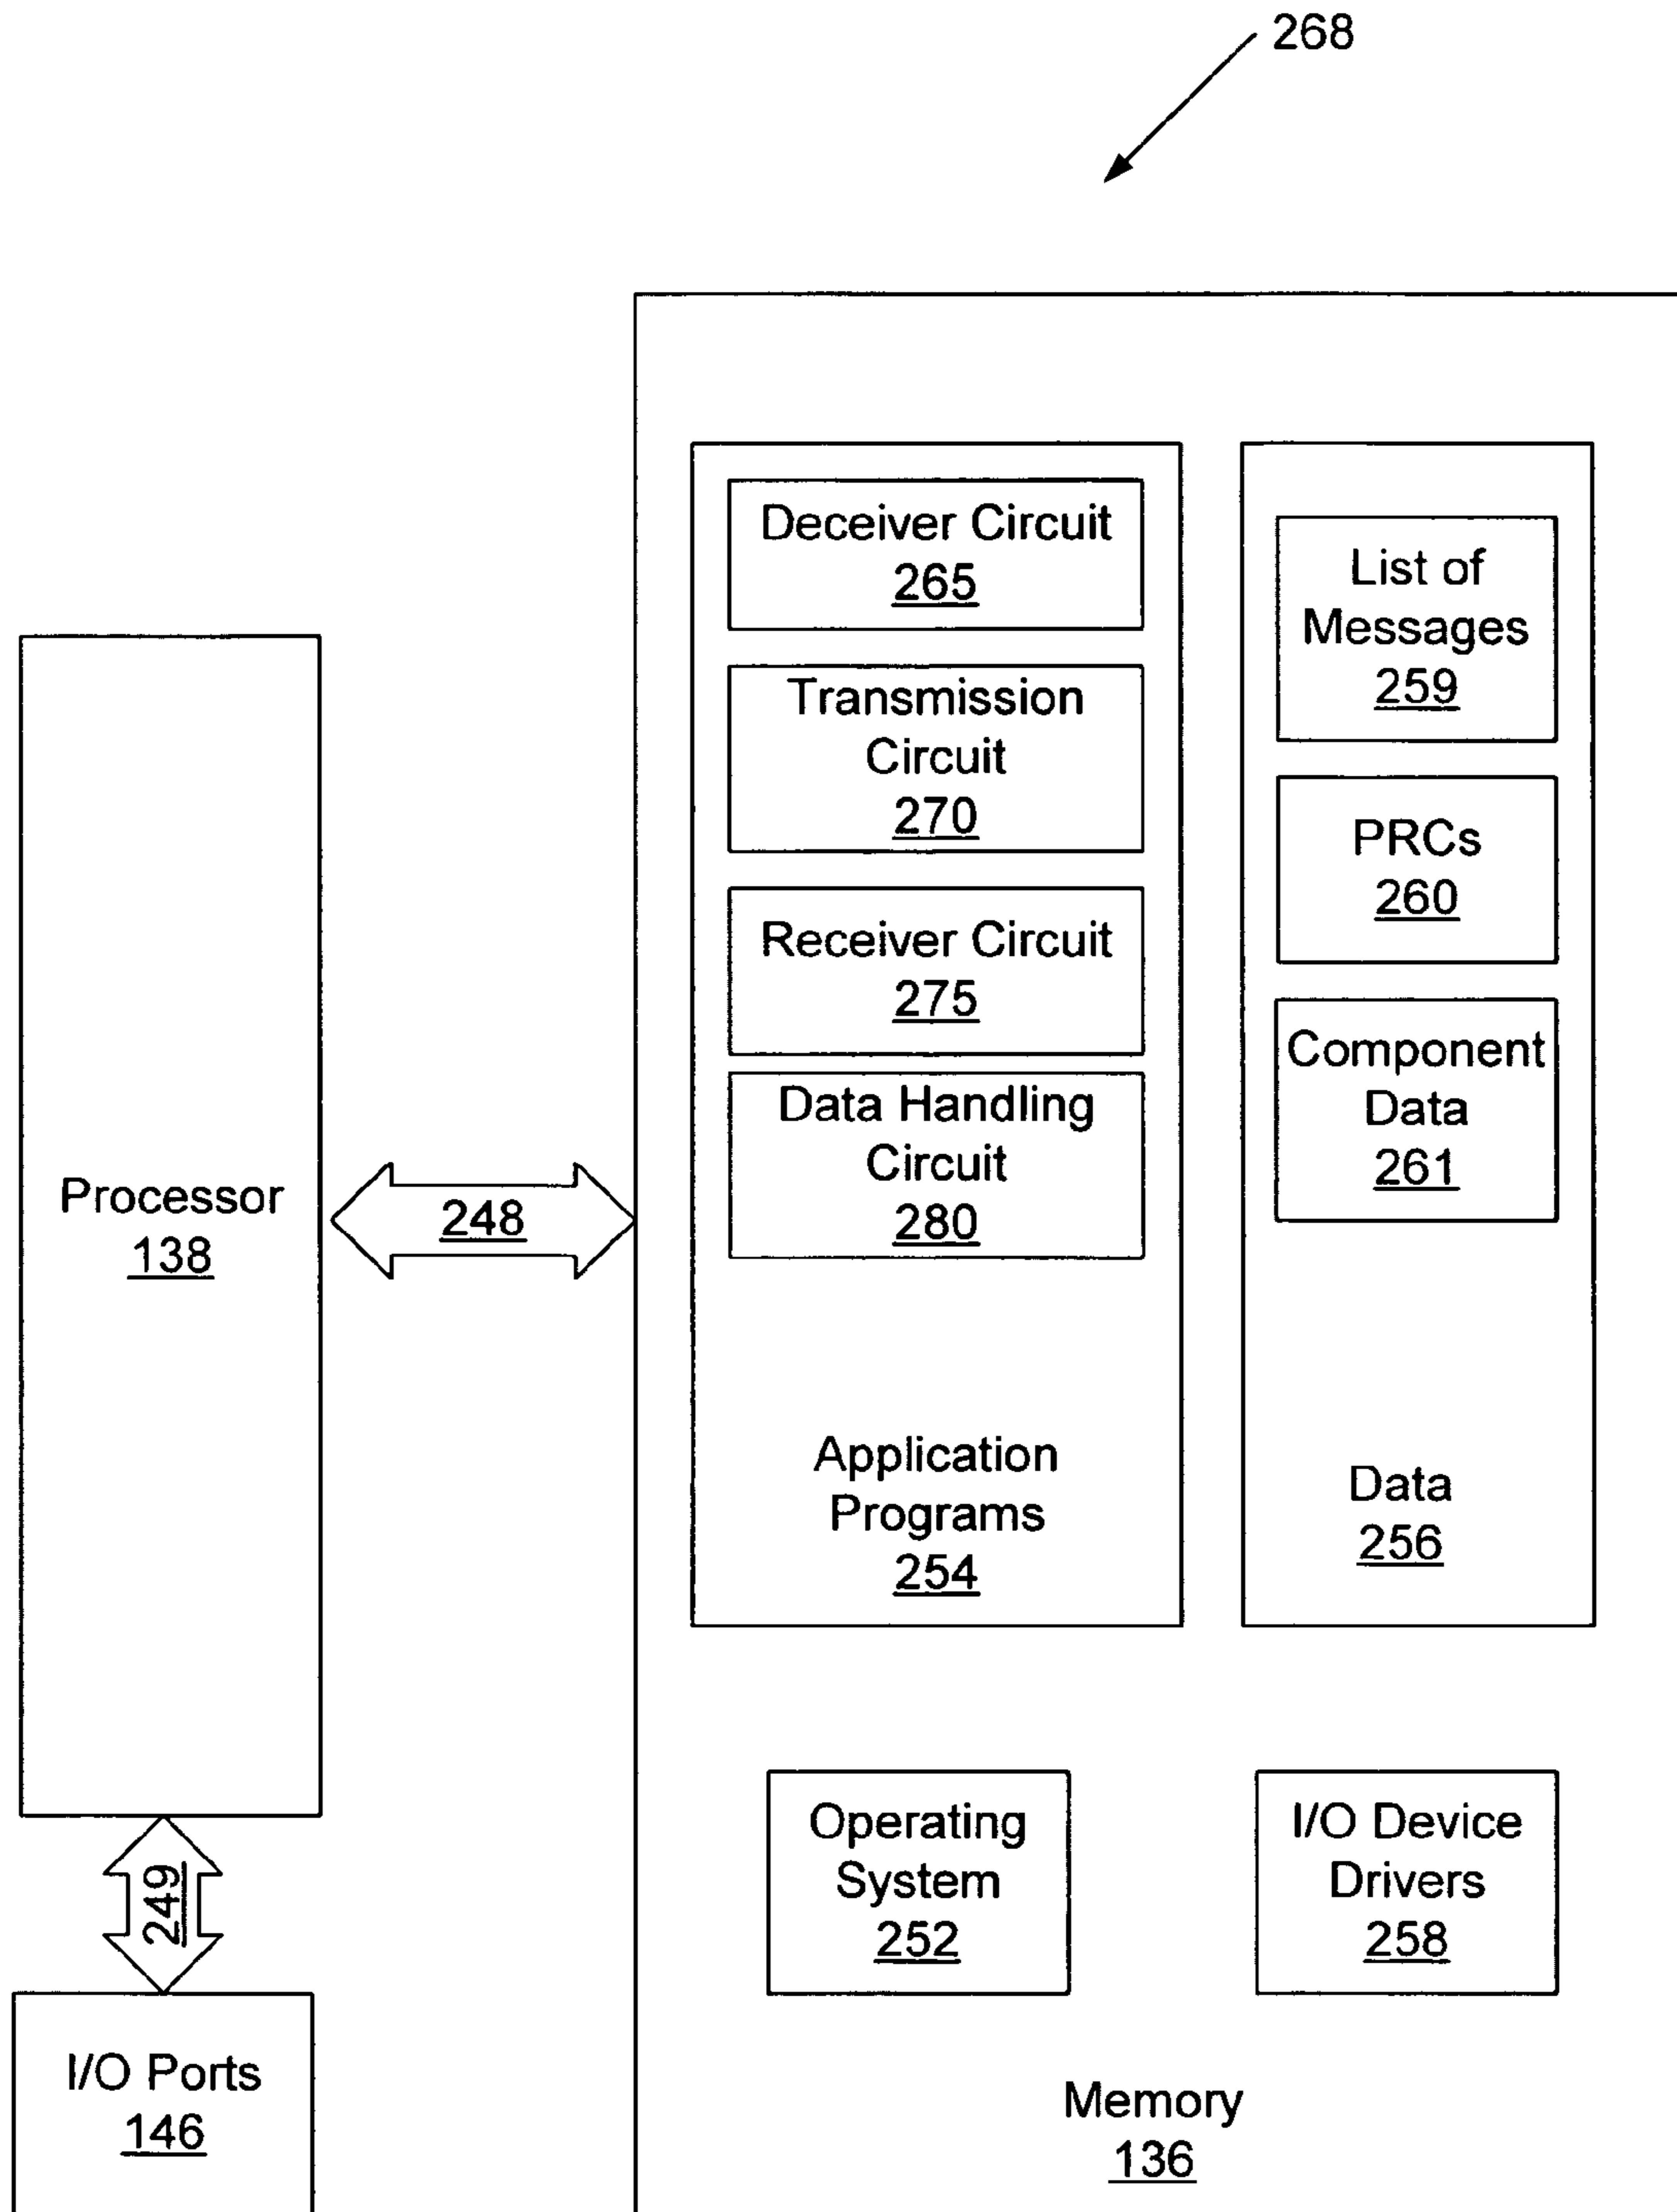 268
Deceiver Circuit
265
Transmission
Circuit
270
Receiver Circuit
275
Data Handling
Circuit
280
Application
Programs
254
List of
Messages
259
PRCs
260
Component
Data
261
Data
256
Processor
138
248
249
I/O Ports
146
Operating
System
252
I/O Device
Drivers
258
Memory
136